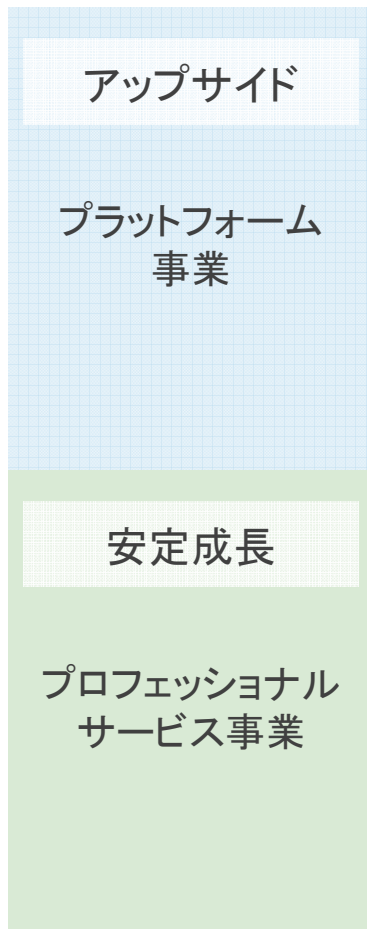 アップサイド
プラットフォーム
事業
安定成長
プロフェッショナル
サービス事業